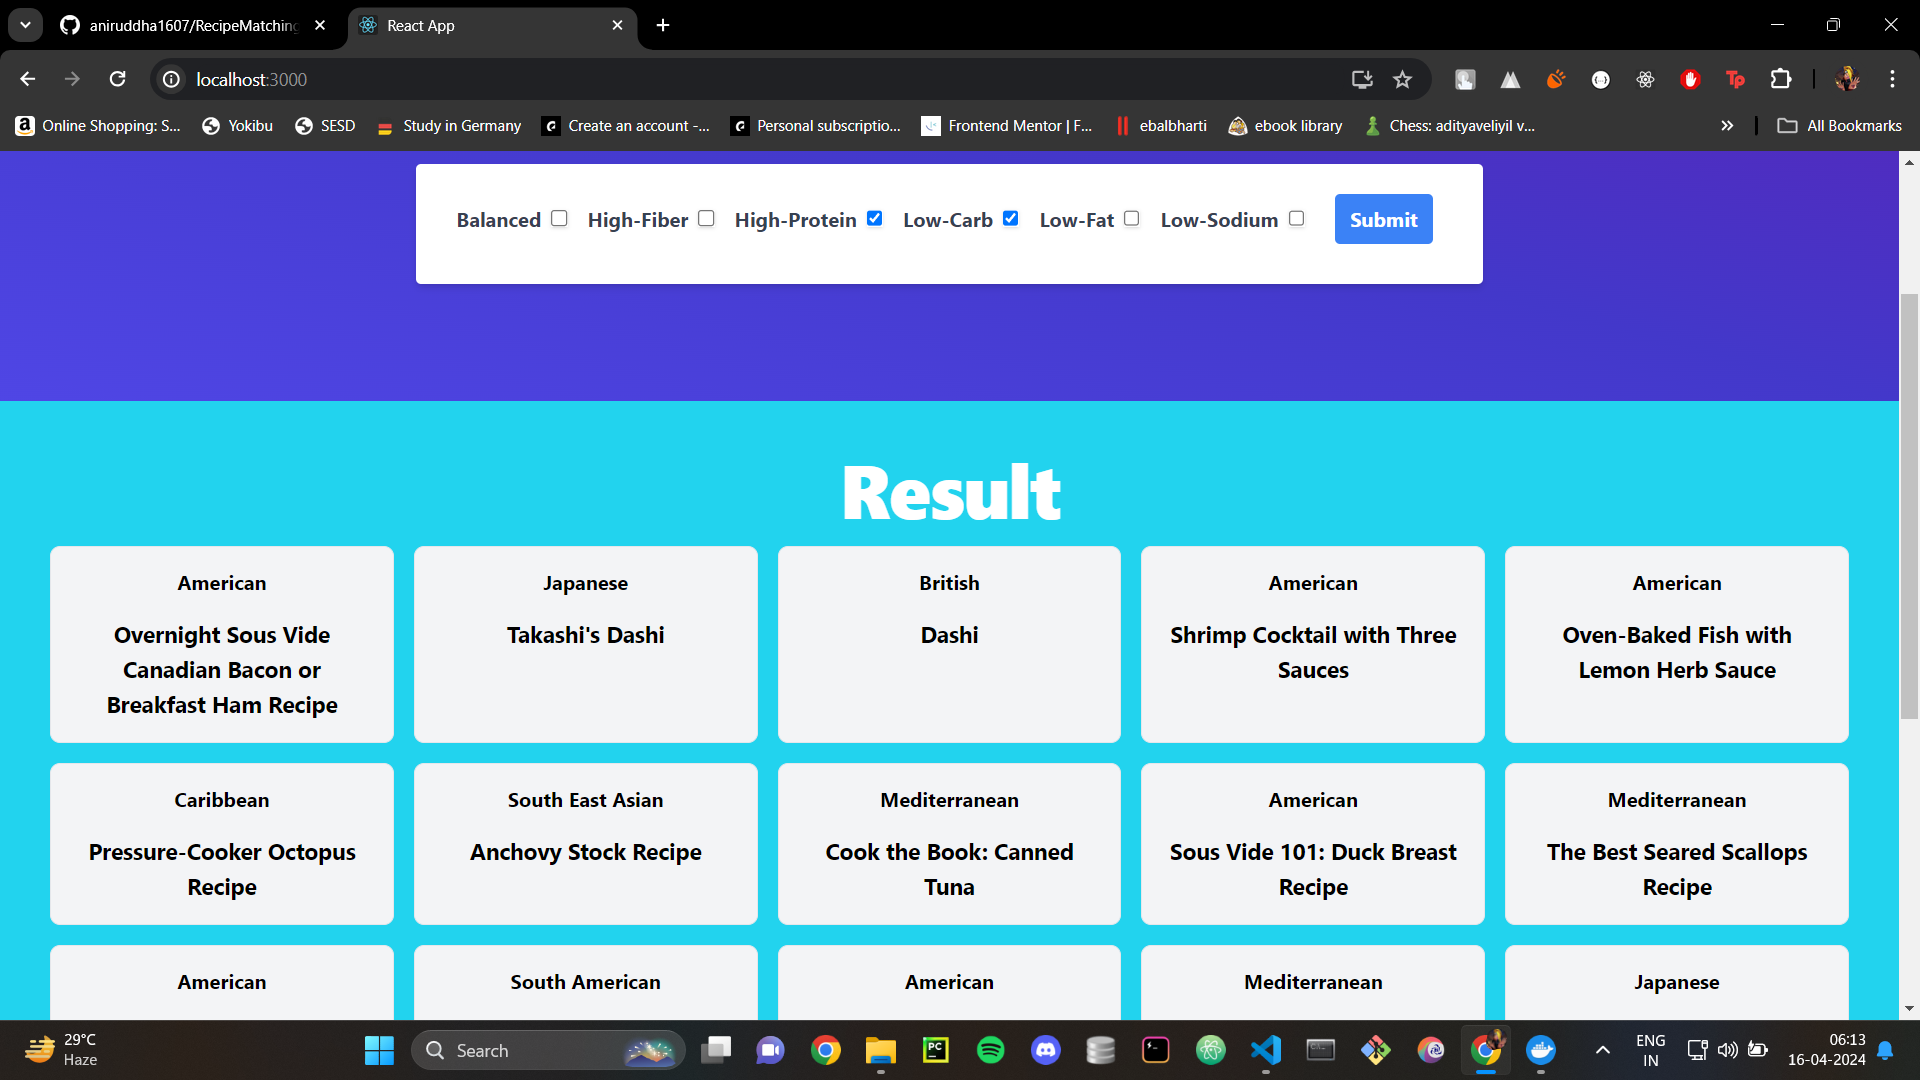 aniruddha1607/RecipeMatching
React App
localhost:3000
Online Shopping: S...
Yokibu
SESD
Study in Germany
Create an account -...
Personal subscriptio...
Frontend Mentor | F...
ebalbharti
ebook library
Chess: adityaveliyil v...
All Bookmarks
Balanced
High-Fiber
High-Protein
Low-Carb
Low-Fat
Low-Sodium
Submit
Result
American
Overnight Sous Vide
Canadian Bacon or
Breakfast Ham Recipe
Japanese
Takashi's Dashi
British
Dashi
American
Shrimp Cocktail with Three
Sauces
American
Oven-Baked Fish with
Lemon Herb Sauce
Caribbean
Pressure-Cooker Octopus
Recipe
South East Asian
Anchovy Stock Recipe
Mediterranean
Cook the Book: Canned
Tuna
American
Sous Vide 101: Duck Breast
Recipe
Mediterranean
The Best Seared Scallops
Recipe
American
South American
American
Mediterranean
Japanese
29°C
Haze
Search
ENG
IN
06:13
16-04-2024